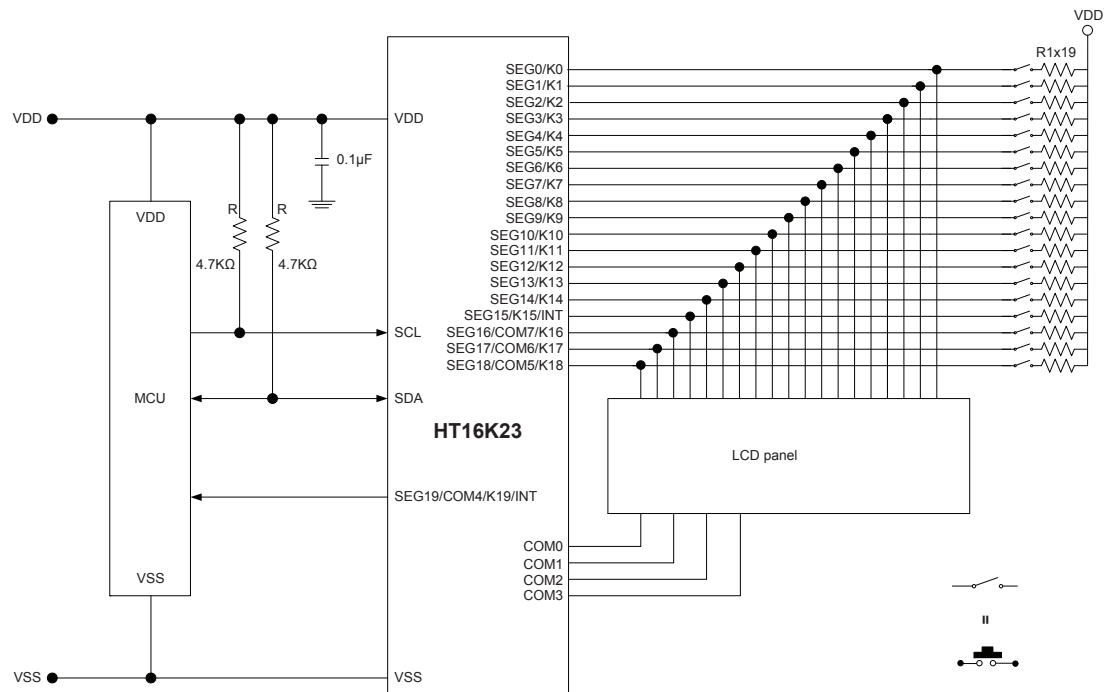 VDD
R1x19
SEG0/K0
SEG1/K1
SEG2/K2
SEG3/K3
SEG4/K4
SEG5/K5
SEG6/K6
SEG7/K7
SEG8/K8
SEG9/K9
SEG10/K10
SEG11/K11
SEG12/K12
SEG13/K13
SEG14/K14
SEG15/K15/INT
SEG16/COM7/K16
SEG17/COM6/K17
SEG18/COM5/K18
VDD
VDD
0.1µF
VDD
R
R
4.7KΩ
4.7KΩ
SCL
MCU
SDA
HT16K23
LCD panel
SEG19/COM4/K19/INT
COM0
COM1
COM2
COM3
VSS
VSS
VSS
=